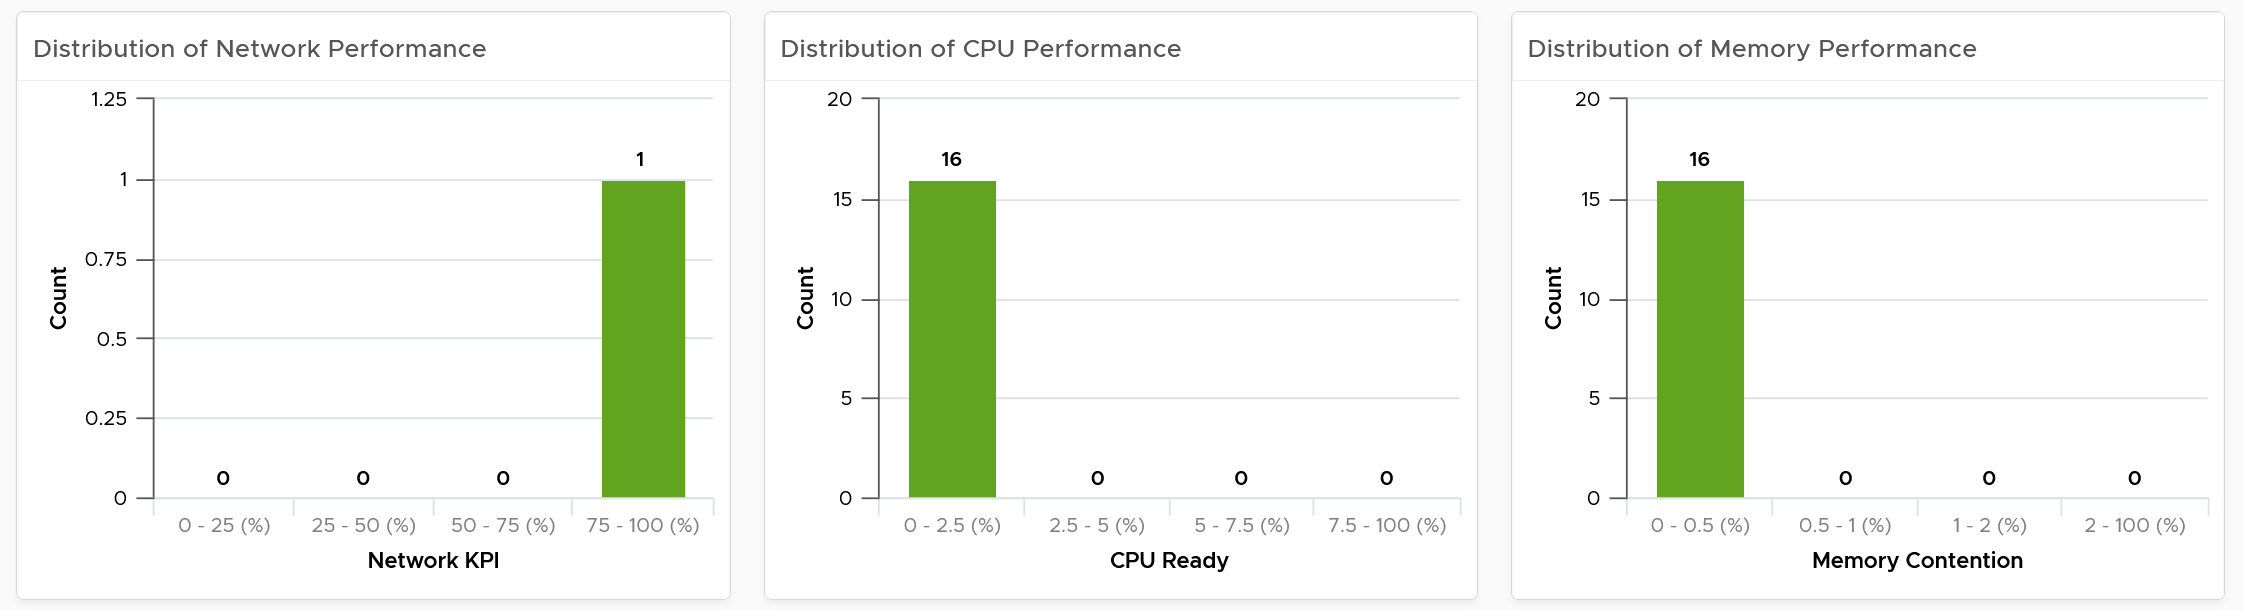 Distribution of Network Performance
1.25
1
0.75
0.5
0.25
0
Count
0
0
0
1
0 - 25 (%)
25 - 50 (%)
50 - 75 (%)
75 - 100 (%)
Network KPI
Distribution of CPU Performance
20
15
10
5
0
Count
16
0
0
0
0 - 2.5 (%)
2.5 - 5 (%)
5 - 7.5 (%)
7.5 - 100 (%)
CPU Ready
Distribution of Memory Performance
20
15
10
5
0
Count
16
0
0
0
0 - 0.5 (%)
0.5 - 1 (%)
1 - 2 (%)
2 - 100 (%)
Memory Contention